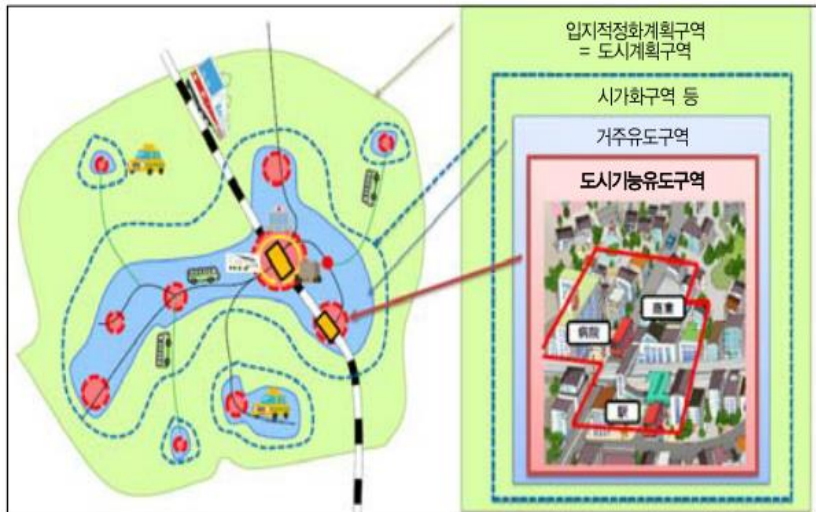 입지적정화계획구역
= 도시계획구역
시가화구역 등
거주유도구역
도시기능유도구역
商業
病院
駅